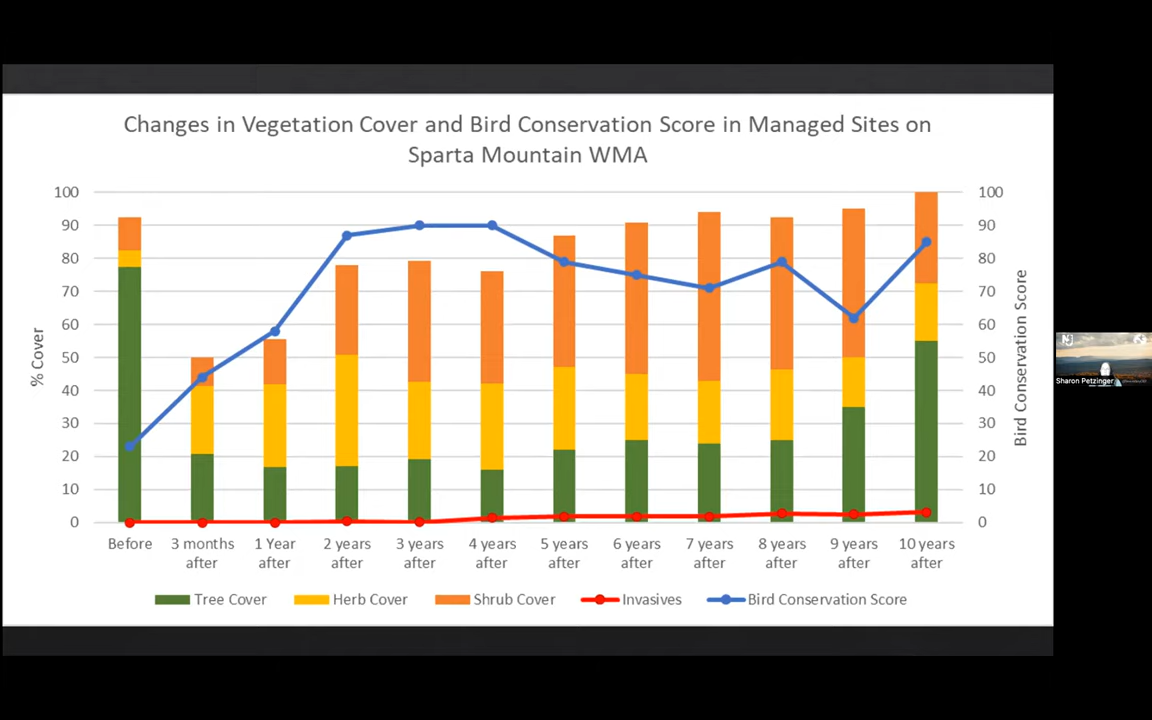 Changes in Vegetation Cover and Bird Conservation Score in Managed Sites on
Sparta Mountain WMA
100
90
80
70
60
50
40
30
20
10
0
% Cover
100
90
80
70
60
50
40
30
20
10
0
Bird Conservation Score
Before
3 months
after
1 Year
after
2 years
after
3 years
after
4 years
after
5 years
after
6 years
after
7 years
after
8 years
after
9 years
after
10 years
after
Tree Cover
Herb Cover
Shrub Cover
Invasives
Bird Conservation Score
Sharon Petzinger